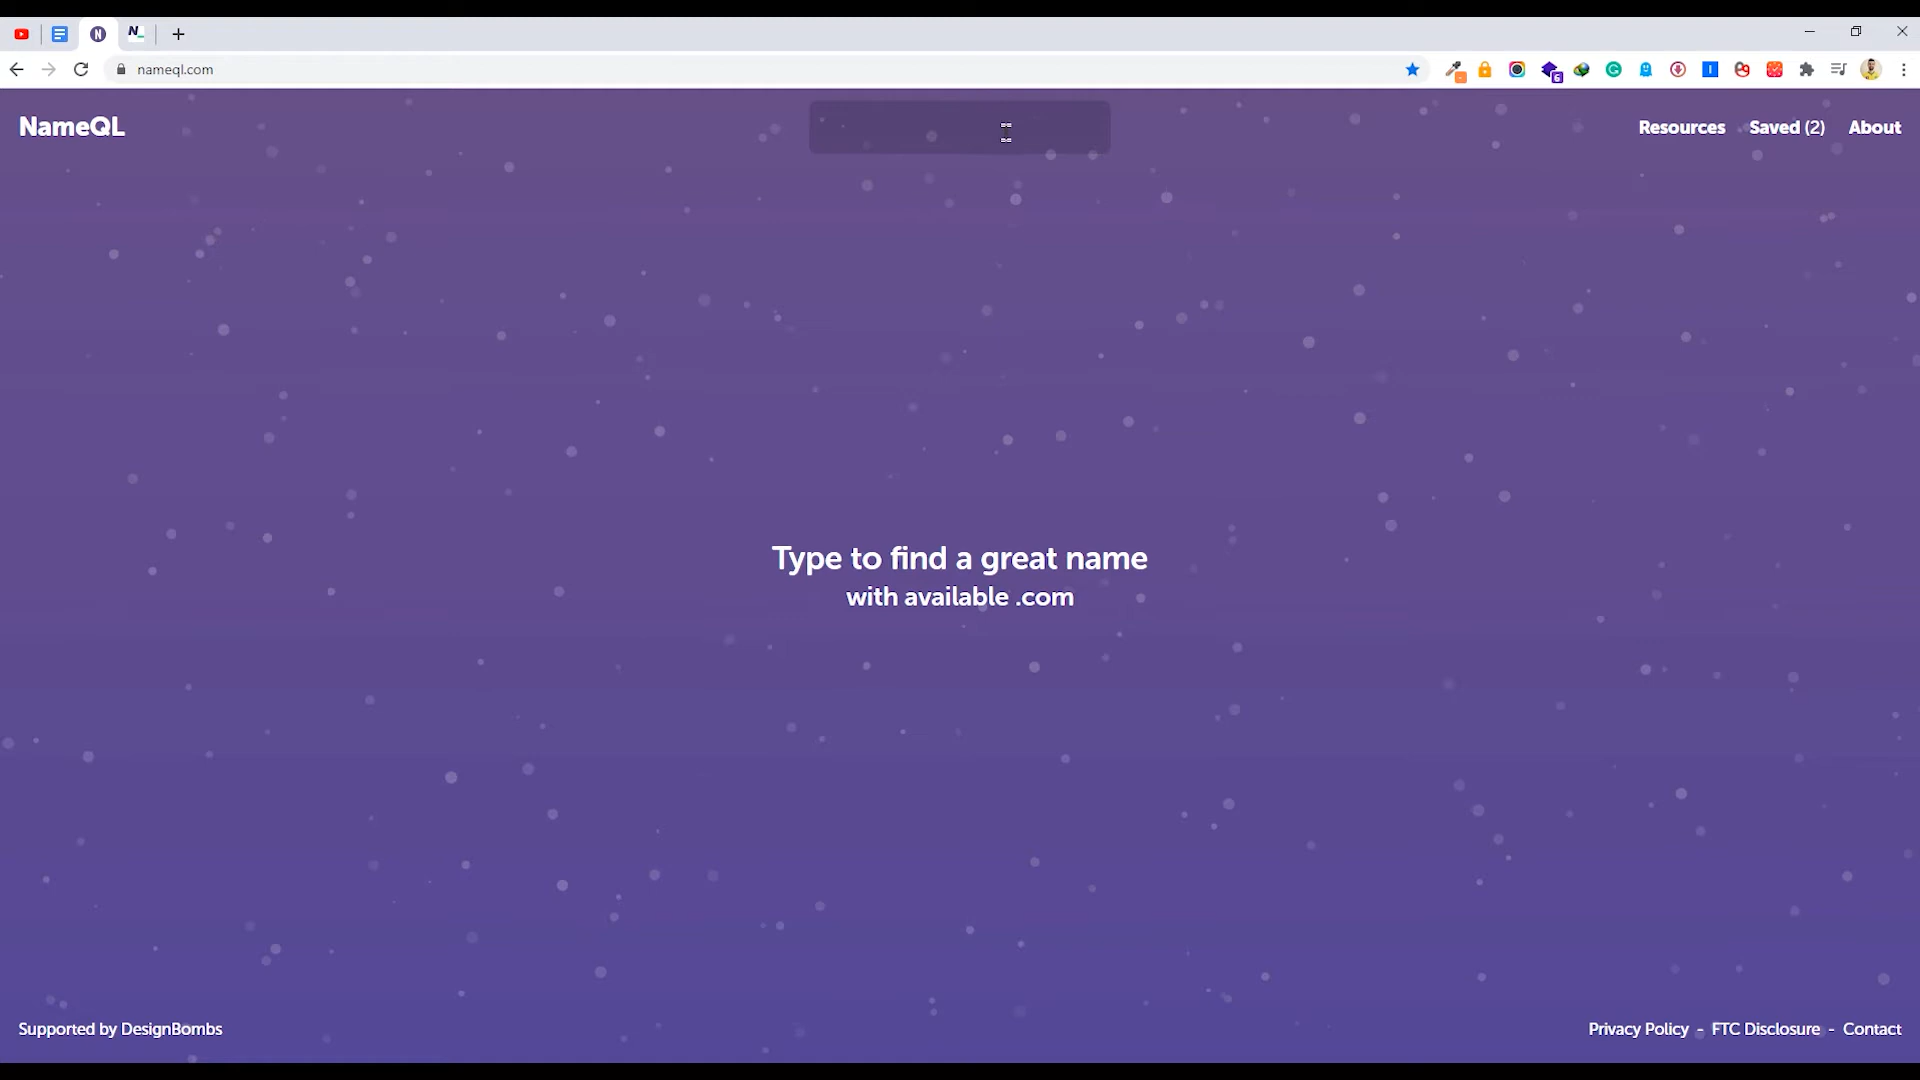 nameql.com
NameQL
Resources
Saved (2)
About
Type to find a great name
with available .com
Supported by DesignBombs
Privacy Policy - FTC Disclosure - Contact